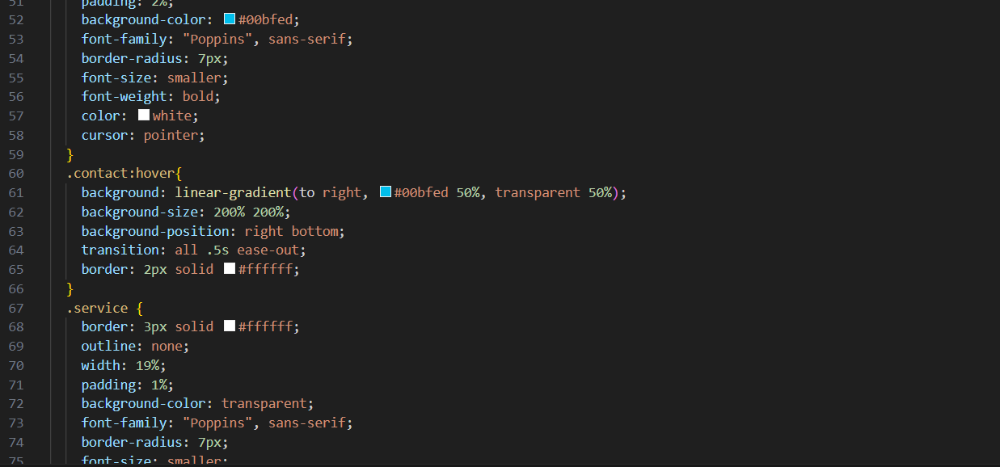 51 padding: 2%;
52 background-color: #00bfed;
53 font-family: "Poppins", sans-serif;
54 border-radius: 7px;
55 font-size: smaller;
56 font-weight: bold;
57 color: white;
58 cursor: pointer;
59 }
60 .contact:hover{
61 background: linear-gradient(to right, #00bfed 50%, transparent 50%);
62 background-size: 200% 200%;
63 background-position: right bottom;
64 transition: all .5s ease-out;
65 border: 2px solid #ffffff;
66 }
67 .service {
68 border: 3px solid #ffffff;
69 outline: none;
70 width: 19%;
71 padding: 1%;
72 background-color: transparent;
73 font-family: "Poppins", sans-serif;
74 border-radius: 7px;
75 font-size: smaller;